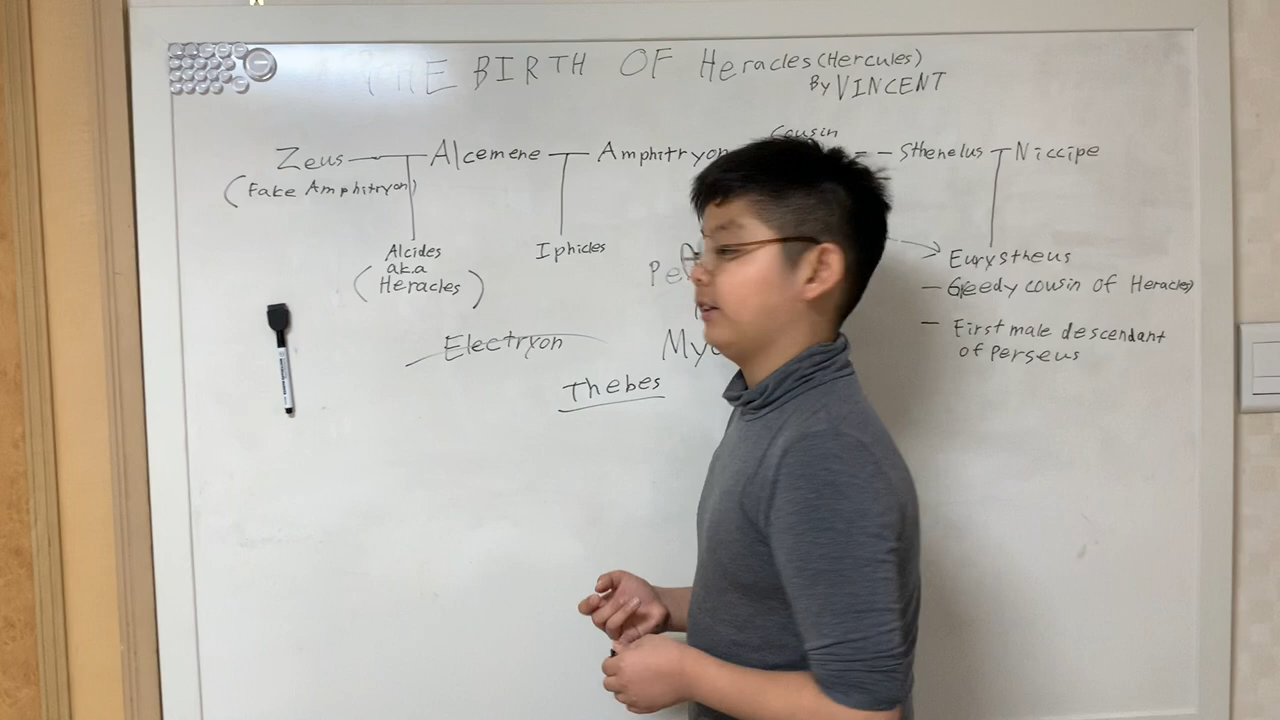 THE BIRTH OF Heracles (Hercules)
By VINCENT
Cousin
Zeus Alcemene Amphitryon Sthenelus Niccipe
(Fake Amphitryon)
Alcides
a.k.a
(Heracles)
Iphicles
Eurystheus
- Greedy cousin of Heracles)
- First male descendant
of Perseus
Electryon
Thebes